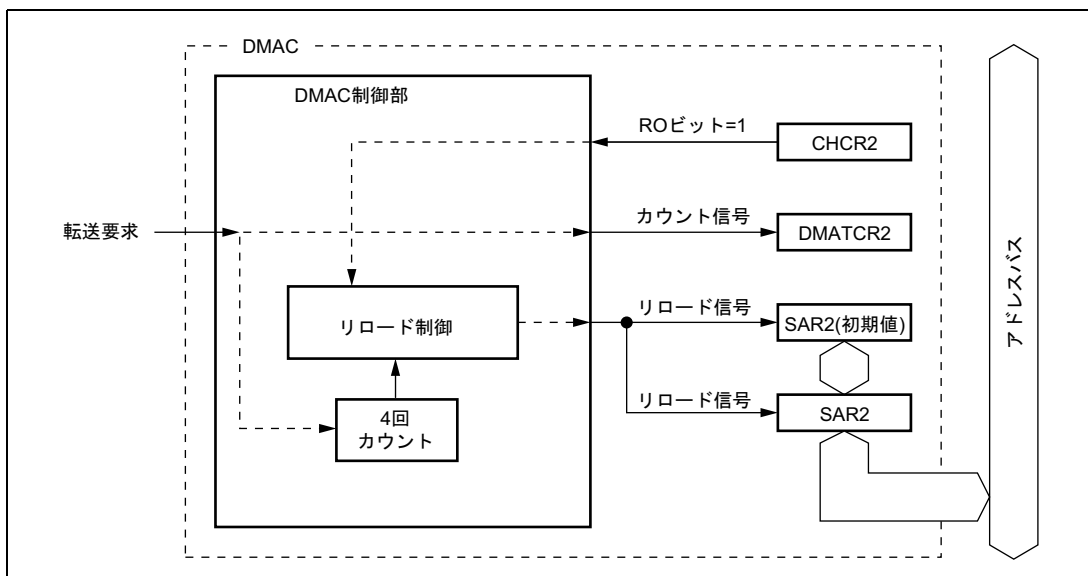 DMAC
DMAC制御部
ROビット=1
CHCR2
転送要求
カウント信号
DMATCR2
リロード制御
リロード信号
SAR2(初期値)
4回
カウント
リロード信号
SAR2
アドレスバス